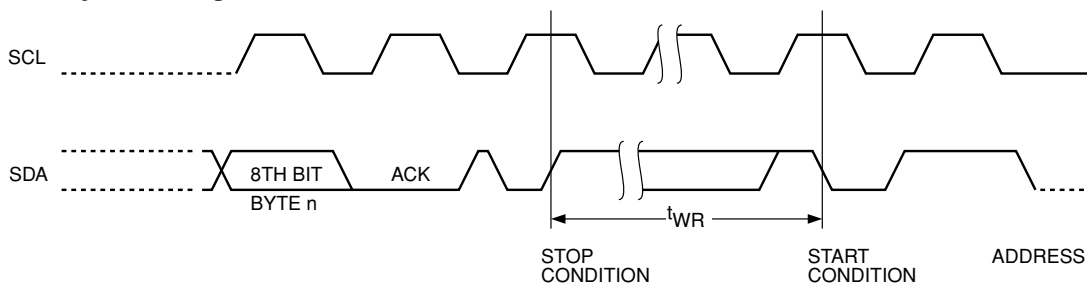 SCL
SDA
8TH BIT
ACK
BYTE n
tWR
STOP
CONDITION
START
CONDITION
ADDRESS